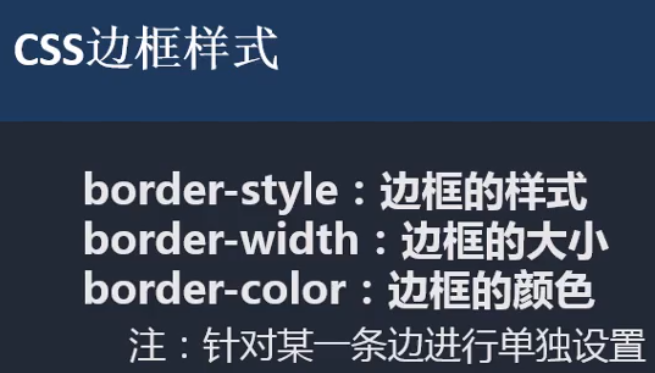 CSS边框样式
border-style：边框的样式
border-width：边框的大小
border-color：边框的颜色
注：针对某一条边进行单独设置